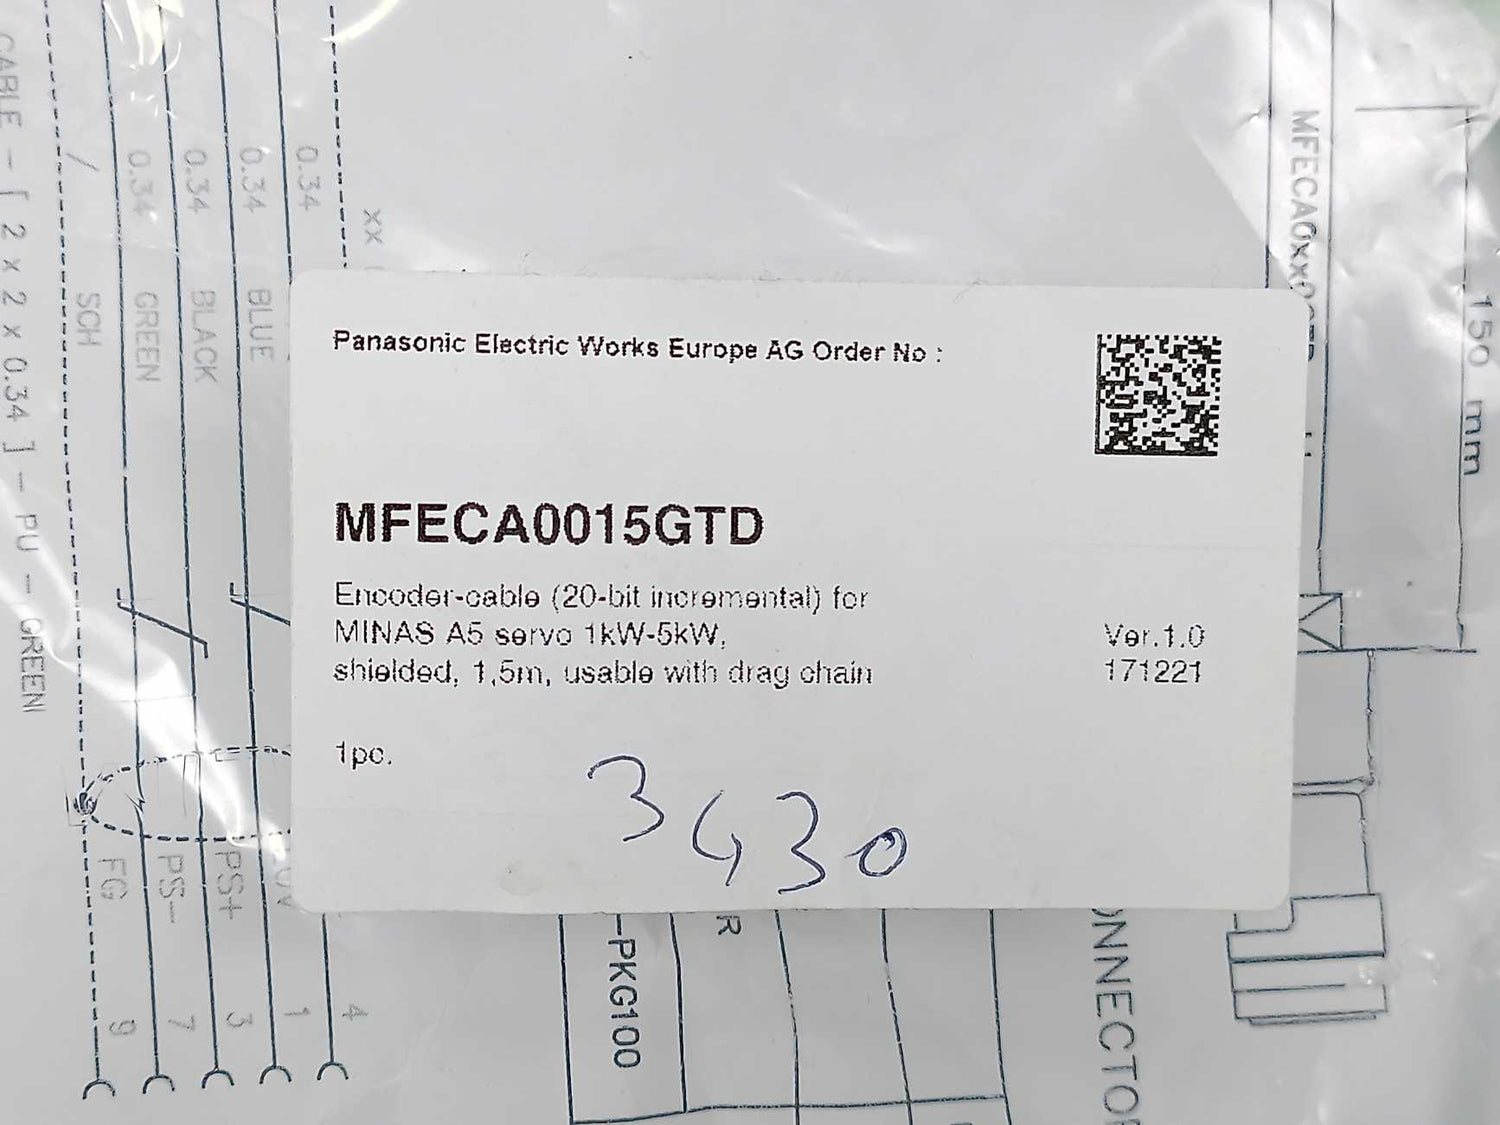 Panasonic Electric Works Europe AG Order No :
MFECA0015GTD
Encoder-cable (20-bit incremental) for
MINAS A5 servo 1kW-5kW,
shielded, 1,5m, usable with drag chain
Ver.1.0
171221
1pc.
3430
CABLE - [ 2 x 2 x 0.34 ] - PU - GREEN
/ SCH
0.34 GREEN
0.34 BLACK
0.34 BLUE
0.34
xx
FG 9
PS- 7
PS+ 3
0V 1
4
-PKG100
R
MFECA0xx0
150 mm